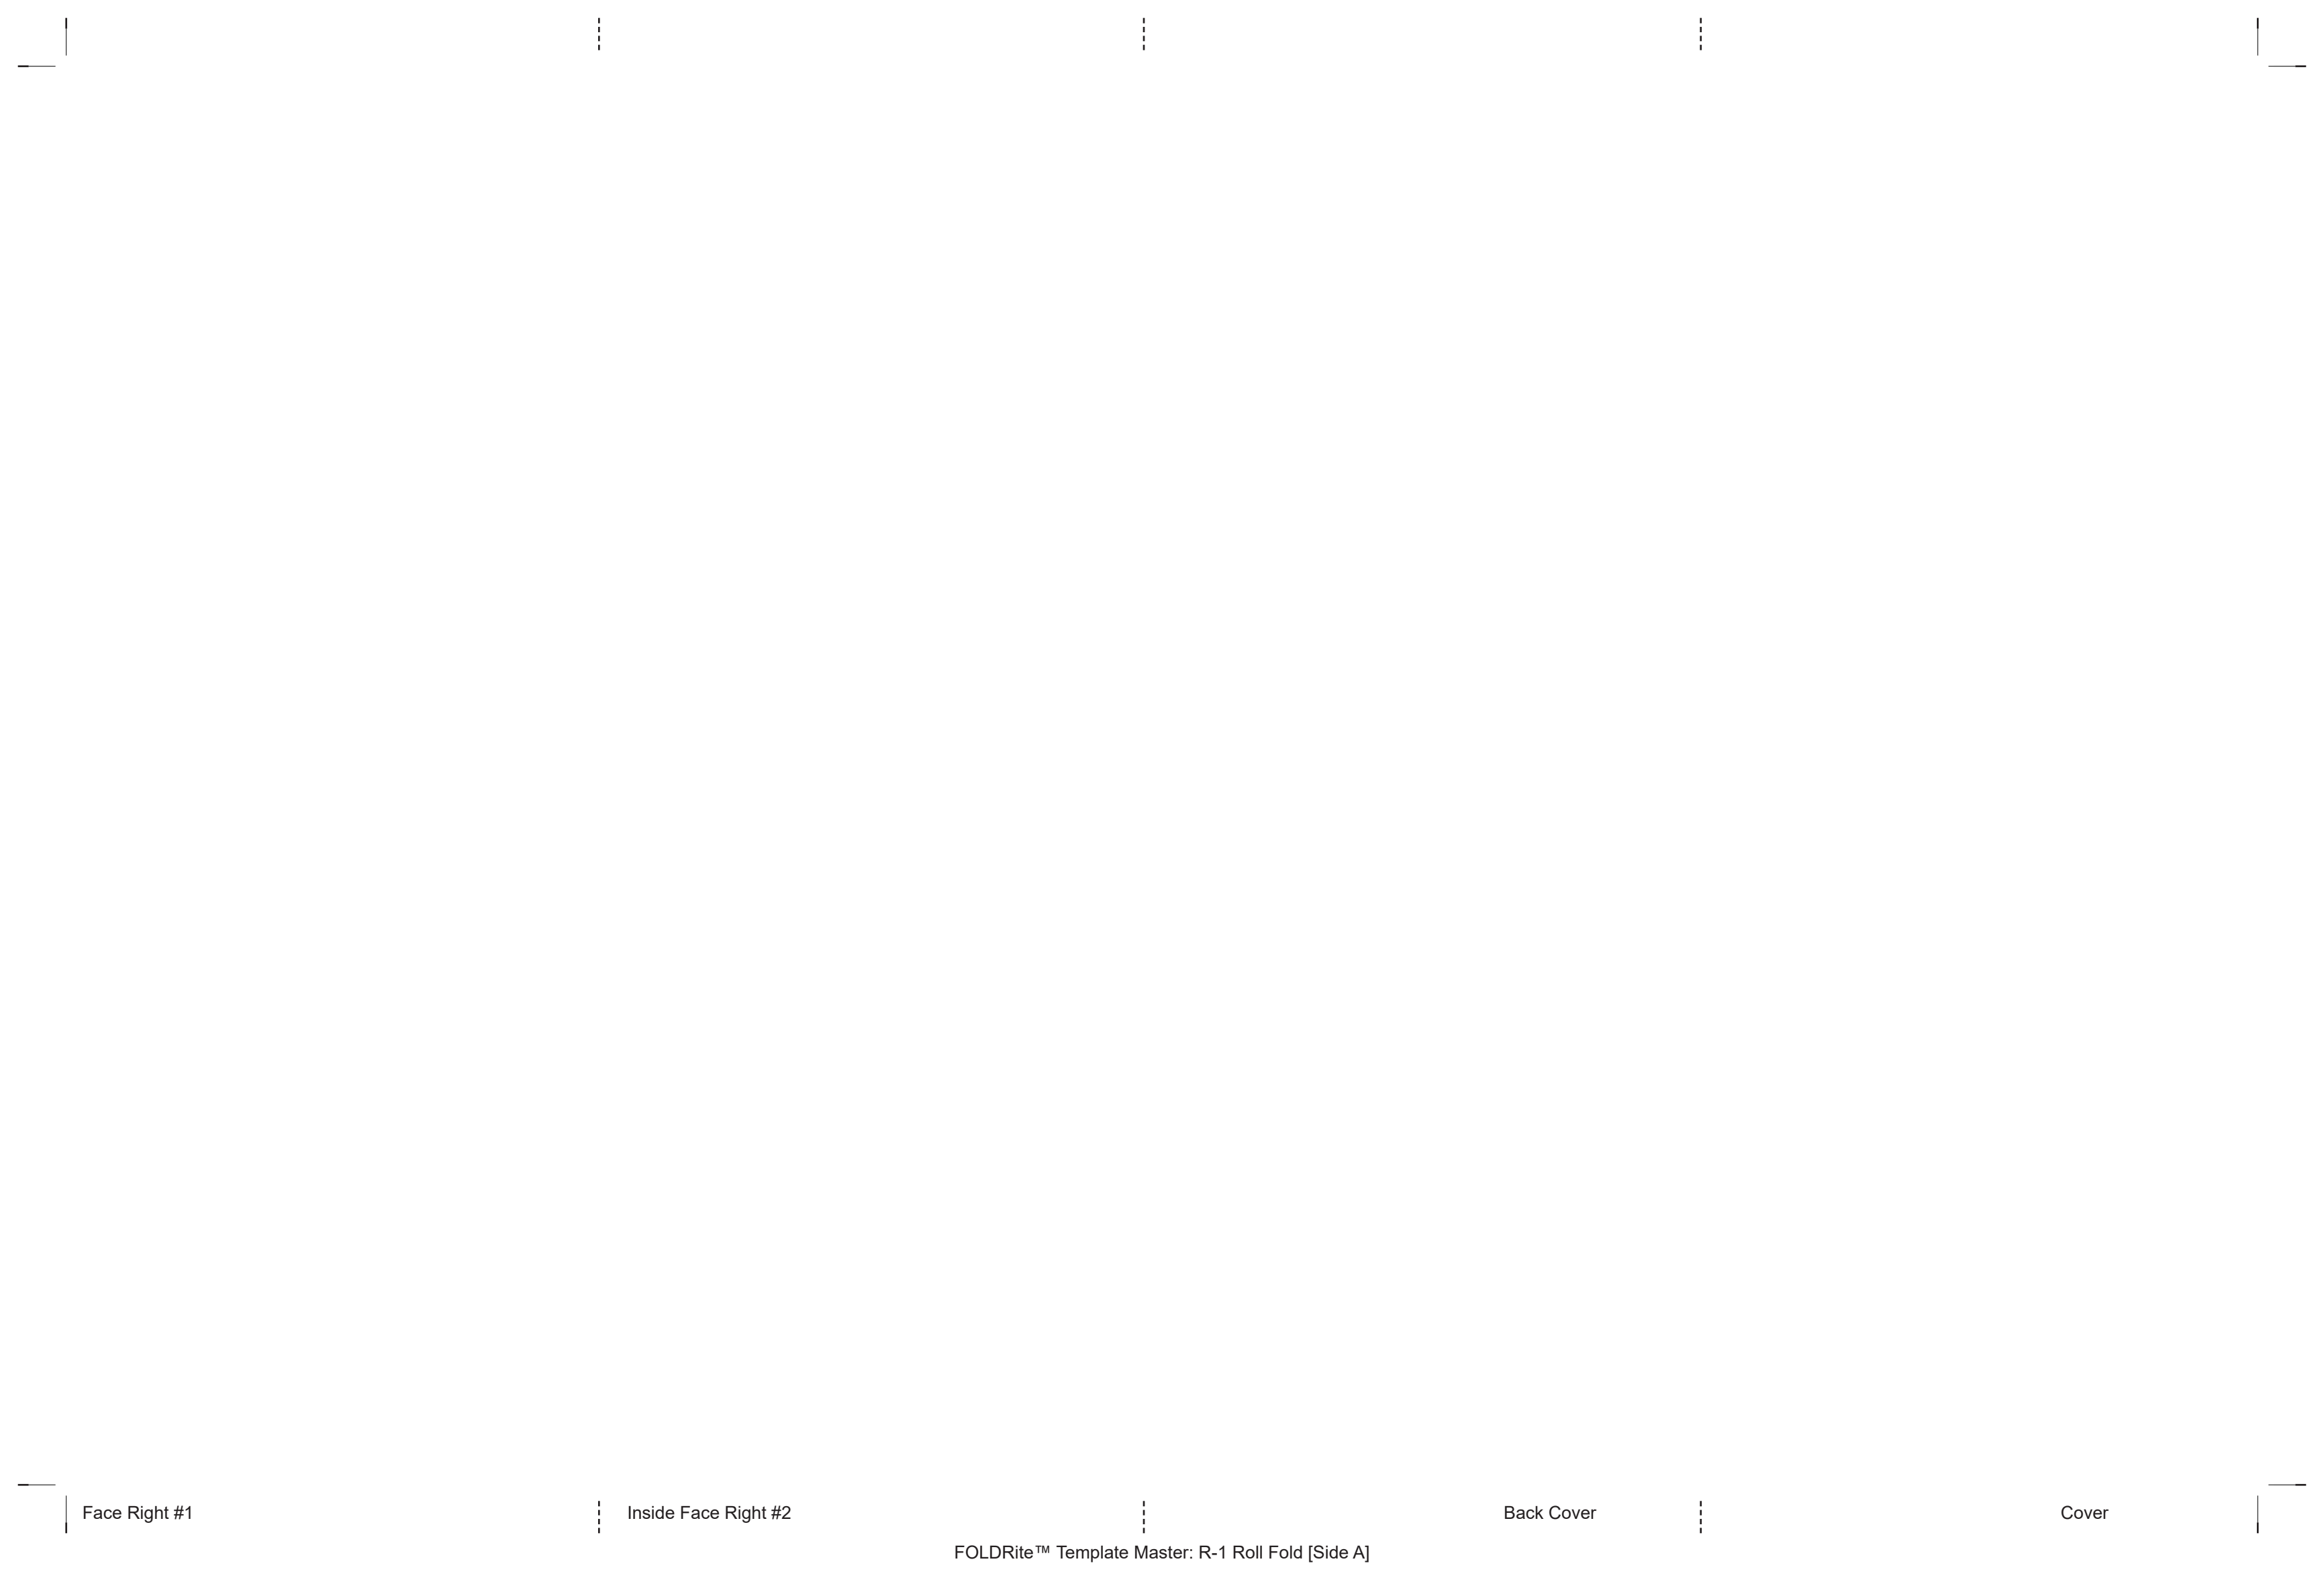 Face Right #1
Inside Face Right #2
Back Cover
Cover
FOLDRite™ Template Master: R-1 Roll Fold [Side A]